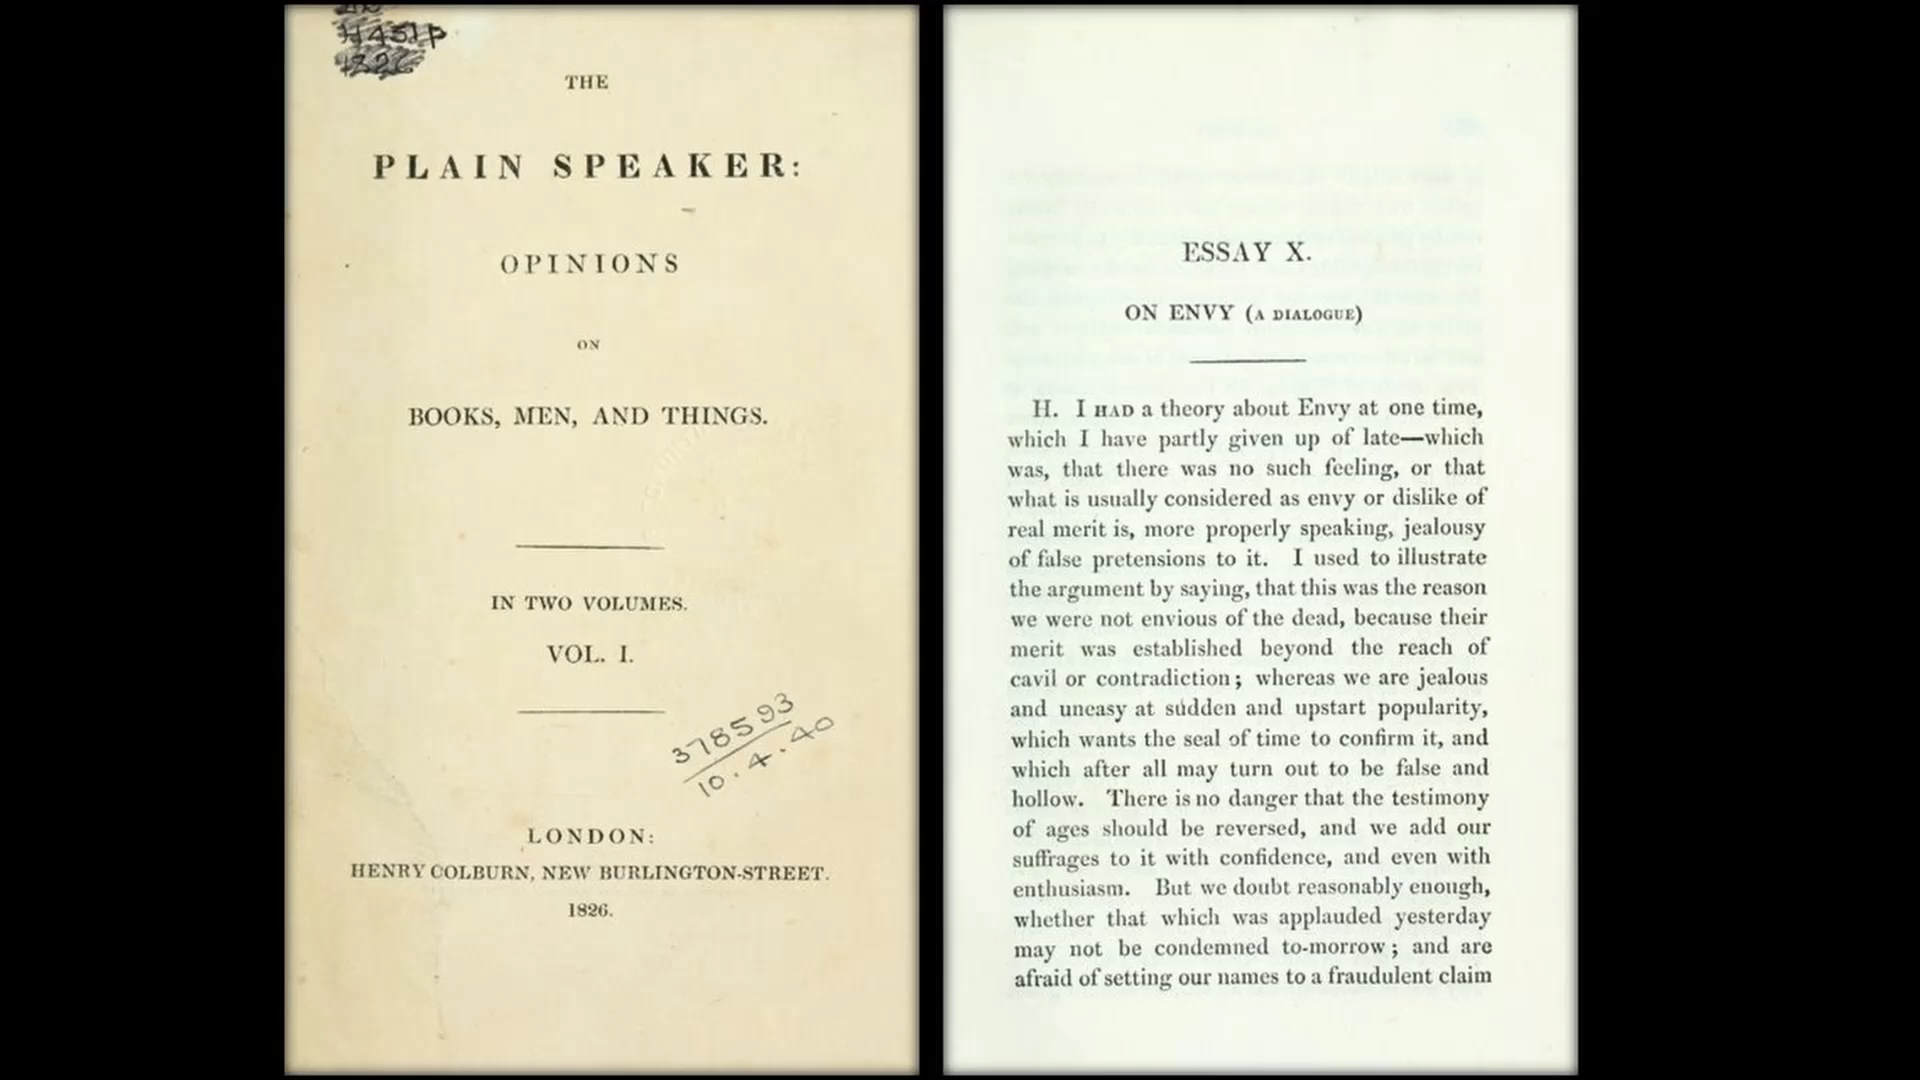 H451p
1826
THE
PLAIN SPEAKER:
OPINIONS
ON
BOOKS, MEN, AND THINGS.
IN TWO VOLUMES.
VOL. I.
378593
10.4.40
LONDON:
HENRY COLBURN, NEW BURLINGTON-STREET.
1826.
ESSAY X.
ON ENVY (A DIALOGUE)
H. I HAD a theory about Envy at one time,
which I have partly given up of late—which
was, that there was no such feeling, or that
what is usually considered as envy or dislike of
real merit is, more properly speaking, jealousy
of false pretensions to it. I used to illustrate
the argument by saying, that this was the reason
we were not envious of the dead, because their
merit was established beyond the reach of
cavil or contradiction; whereas we are jealous
and uneasy at sudden and upstart popularity,
which wants the seal of time to confirm it, and
which after all may turn out to be false and
hollow. There is no danger that the testimony
of ages should be reversed, and we add our
suffrages to it with confidence, and even with
enthusiasm. But we doubt reasonably enough,
whether that which was applauded yesterday
may not be condemned to-morrow; and are
afraid of setting our names to a fraudulent claim